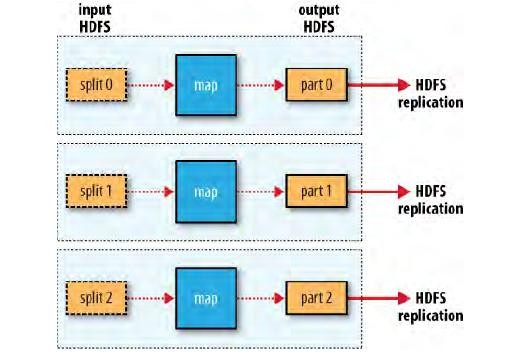 input
HDFS
output
HDFS
split 0
map
part 0
HDFS
replication
split 1
map
part 1
HDFS
replication
split 2
map
part 2
HDFS
replication